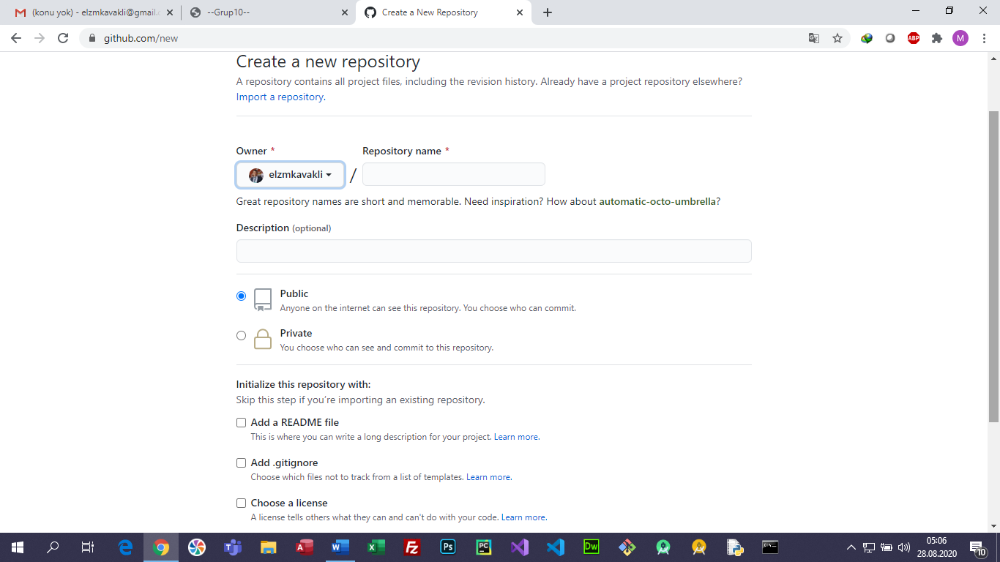 (konu yok) - elzmkavakli@gmail.c
--Grup10--
Create a New Repository
github.com/new
ABP
M
Create a new repository
A repository contains all project files, including the revision history. Already have a project repository elsewhere?
Import a repository.
Owner *
Repository name *
elzmkavakli
/
Great repository names are short and memorable. Need inspiration? How about automatic-octo-umbrella?
Description (optional)
Public
Anyone on the internet can see this repository. You choose who can commit.
Private
You choose who can see and commit to this repository.
Initialize this repository with:
Skip this step if you're importing an existing repository.
Add a README file
This is where you can write a long description for your project. Learn more.
Add .gitignore
Choose which files not to track from a list of templates. Learn more.
Choose a license
A license tells others what they can and can't do with your code. Learn more.
Fz
Ps
PC
Dw
05:06
28.08.2020
10